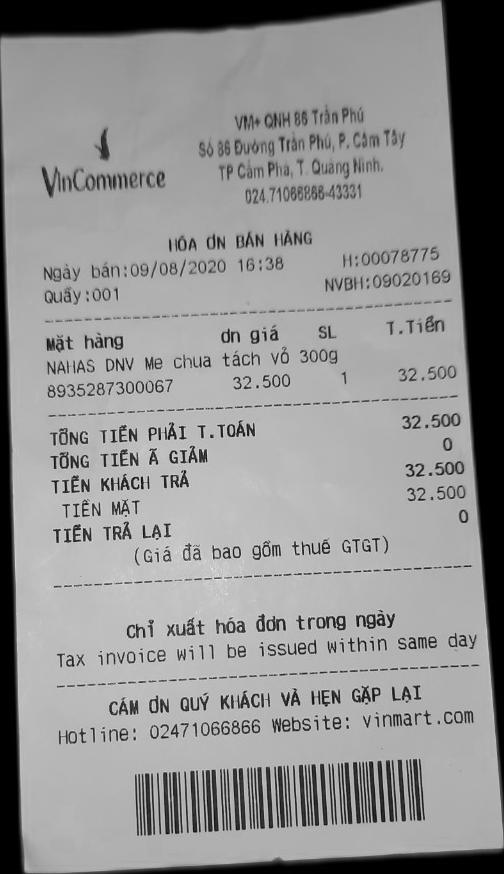 VinCommerce
VM+ QNH 86 Trần Phú
Số 86 Đường Trần Phú, P. Cẩm Tây
TP Cẩm Phả, T. Quảng Ninh.
024.71066866-43331
HÓA ƠN BÁN HÀNG
Ngày bán:09/08/2020 16:38 H:00078775
Quầy:001 NVBH:09020169
Mặt hàng ơn giá SL T.Tiền
NAHAS DNV Me chua tách vỏ 300g
8935287300067 32.500 1 32.500
TỔNG TIỀN PHẢI T.TOÁN 32.500
TỔNG TIỀN Ã GIẢM 0
TIỀN KHÁCH TRẢ 32.500
TIỀN MẶT 32.500
TIỀN TRẢ LẠI 0
(Giá đã bao gồm thuế GTGT)
Chỉ xuất hóa đơn trong ngày
Tax invoice will be issued within same day
CẢM ƠN QUÝ KHÁCH VÀ HẸN GẶP LẠI
Hotline: 02471066866 Website: vinmart.com